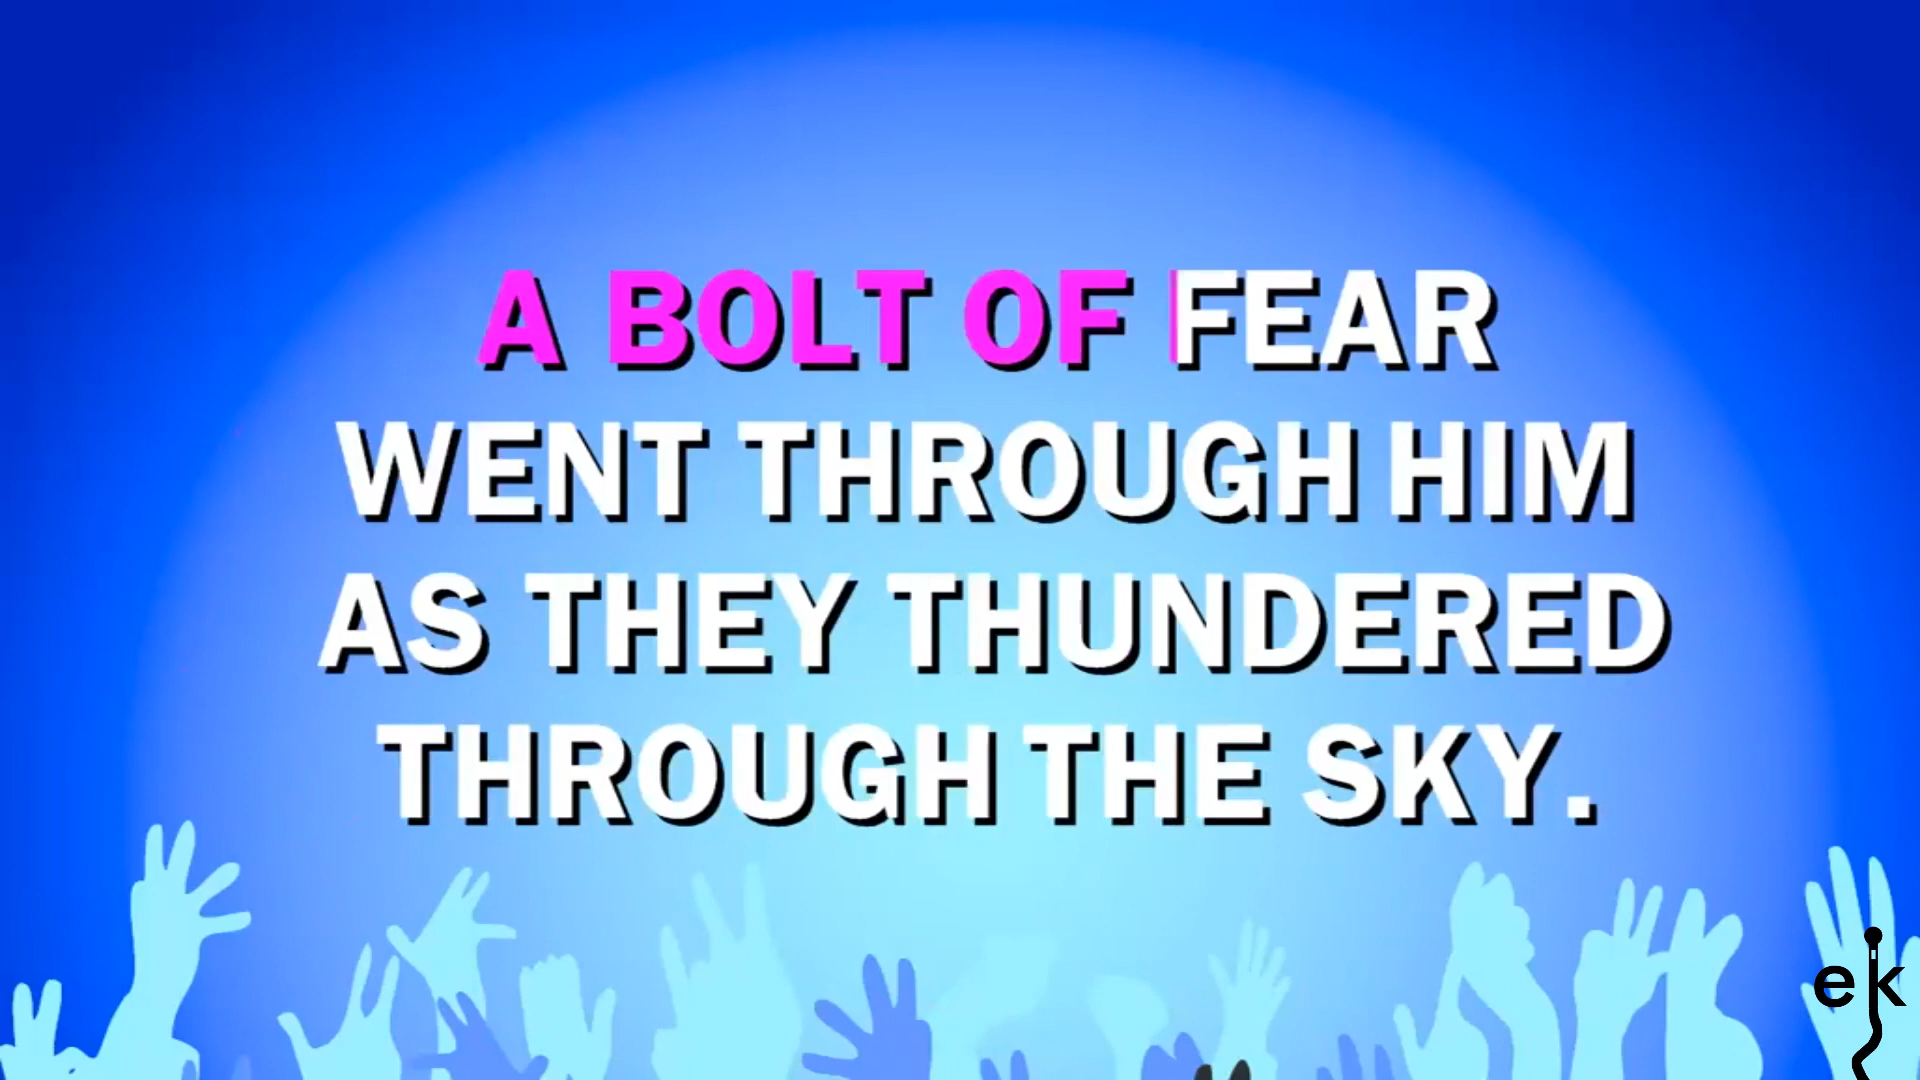 A BOLT OF FEAR
WENT THROUGH HIM
AS THEY THUNDERED
THROUGH THE SKY.
ek